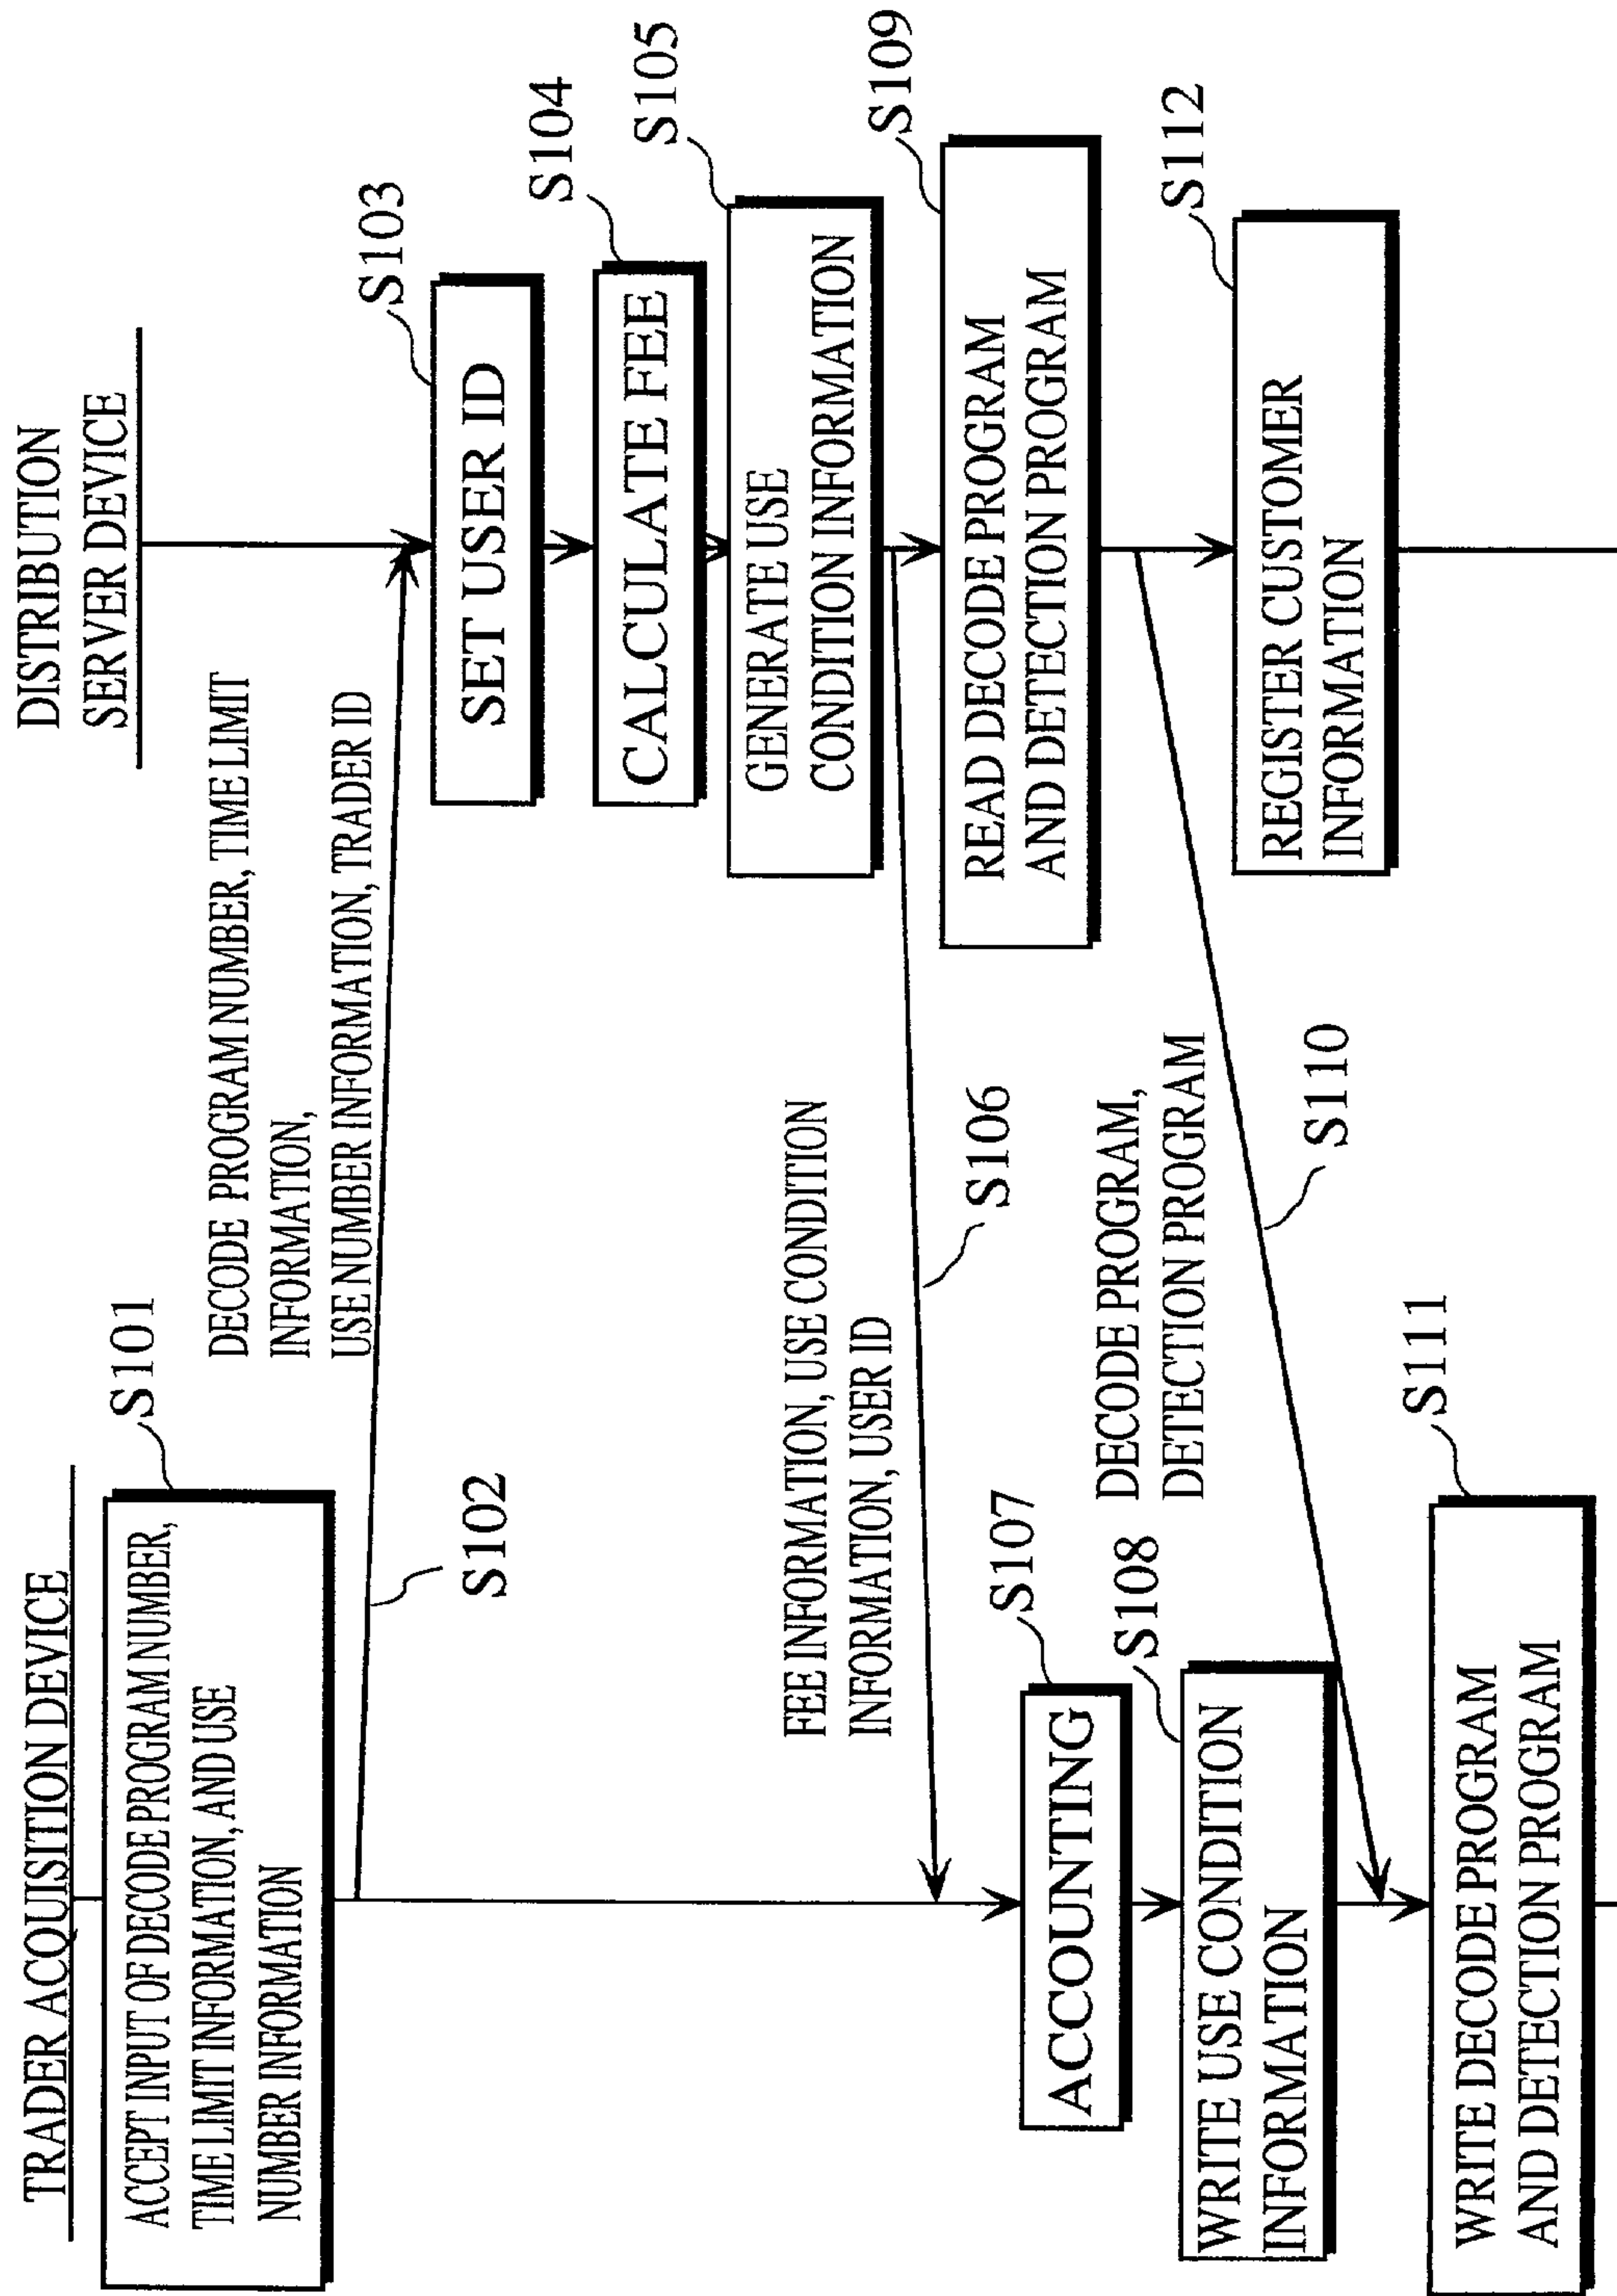 TRADER ACQUISITION DEVICE
DISTRIBUTION
SERVER DEVICE
S101
ACCEPT INPUT OF DECODE PROGRAM NUMBER,
TIME LIMIT INFORMATION, AND USE
NUMBER INFORMATION
DECODE PROGRAM NUMBER, TIME LIMIT
INFORMATION,
USE NUMBER INFORMATION, TRADER ID
S102
S103
SET USER ID
S104
CALCULATE FEE
S105
GENERATE USE
CONDITION INFORMATION
FEE INFORMATION, USE CONDITION
INFORMATION, USER ID
S106
S107
ACCOUNTING
S108
WRITE USE CONDITION
INFORMATION
S109
READ DECODE PROGRAM
AND DETECTION PROGRAM
DECODE PROGRAM,
DETECTION PROGRAM
S110
S111
WRITE DECODE PROGRAM
AND DETECTION PROGRAM
S112
REGISTER CUSTOMER
INFORMATION